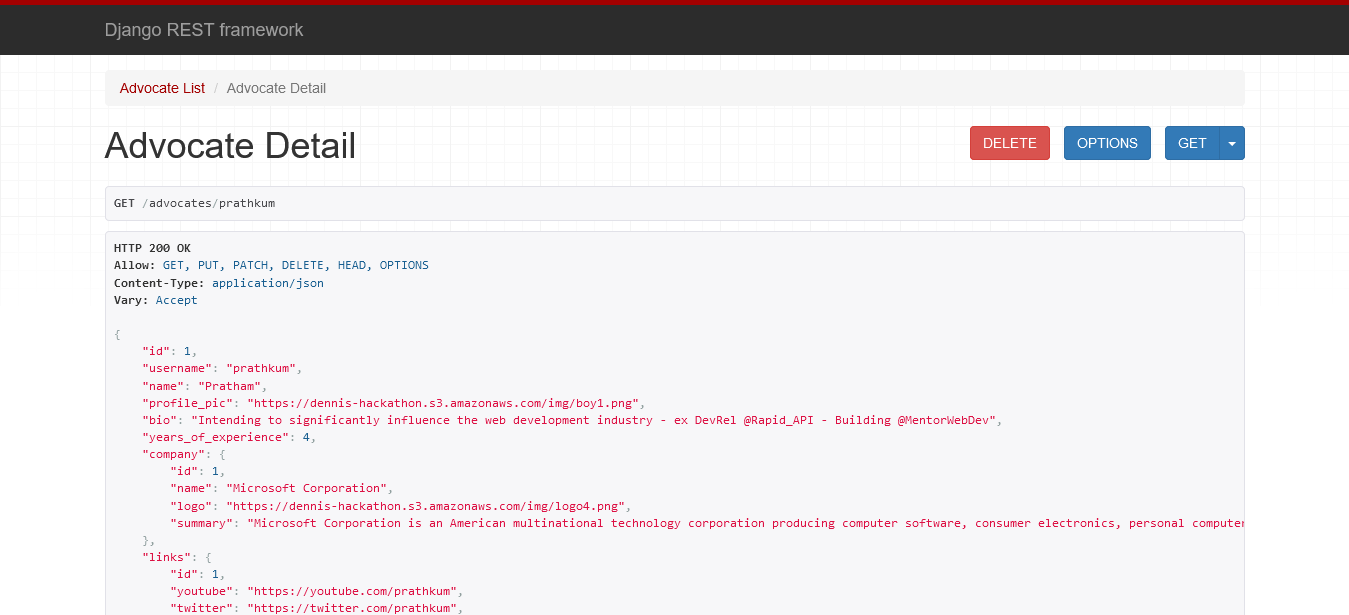 Django REST framework
Advocate List / Advocate Detail
Advocate Detail
DELETE OPTIONS GET
GET /advocates/prathkum
HTTP 200 OK
Allow: GET, PUT, PATCH, DELETE, HEAD, OPTIONS
Content-Type: application/json
Vary: Accept
{
"id": 1,
"username": "prathkum",
"name": "Pratham",
"profile_pic": "https://dennis-hackathon.s3.amazonaws.com/img/boy1.png",
"bio": "Intending to significantly influence the web development industry - ex DevRel @Rapid_API - Building @MentorWebDev",
"years_of_experience": 4,
"company": {
"id": 1,
"name": "Microsoft Corporation",
"logo": "https://dennis-hackathon.s3.amazonaws.com/img/logo4.png",
"summary": "Microsoft Corporation is an American multinational technology corporation producing computer software, consumer electronics, personal computer
},
"links": {
"id": 1,
"youtube": "https://youtube.com/prathkum",
"twitter": "https://twitter.com/prathkum",